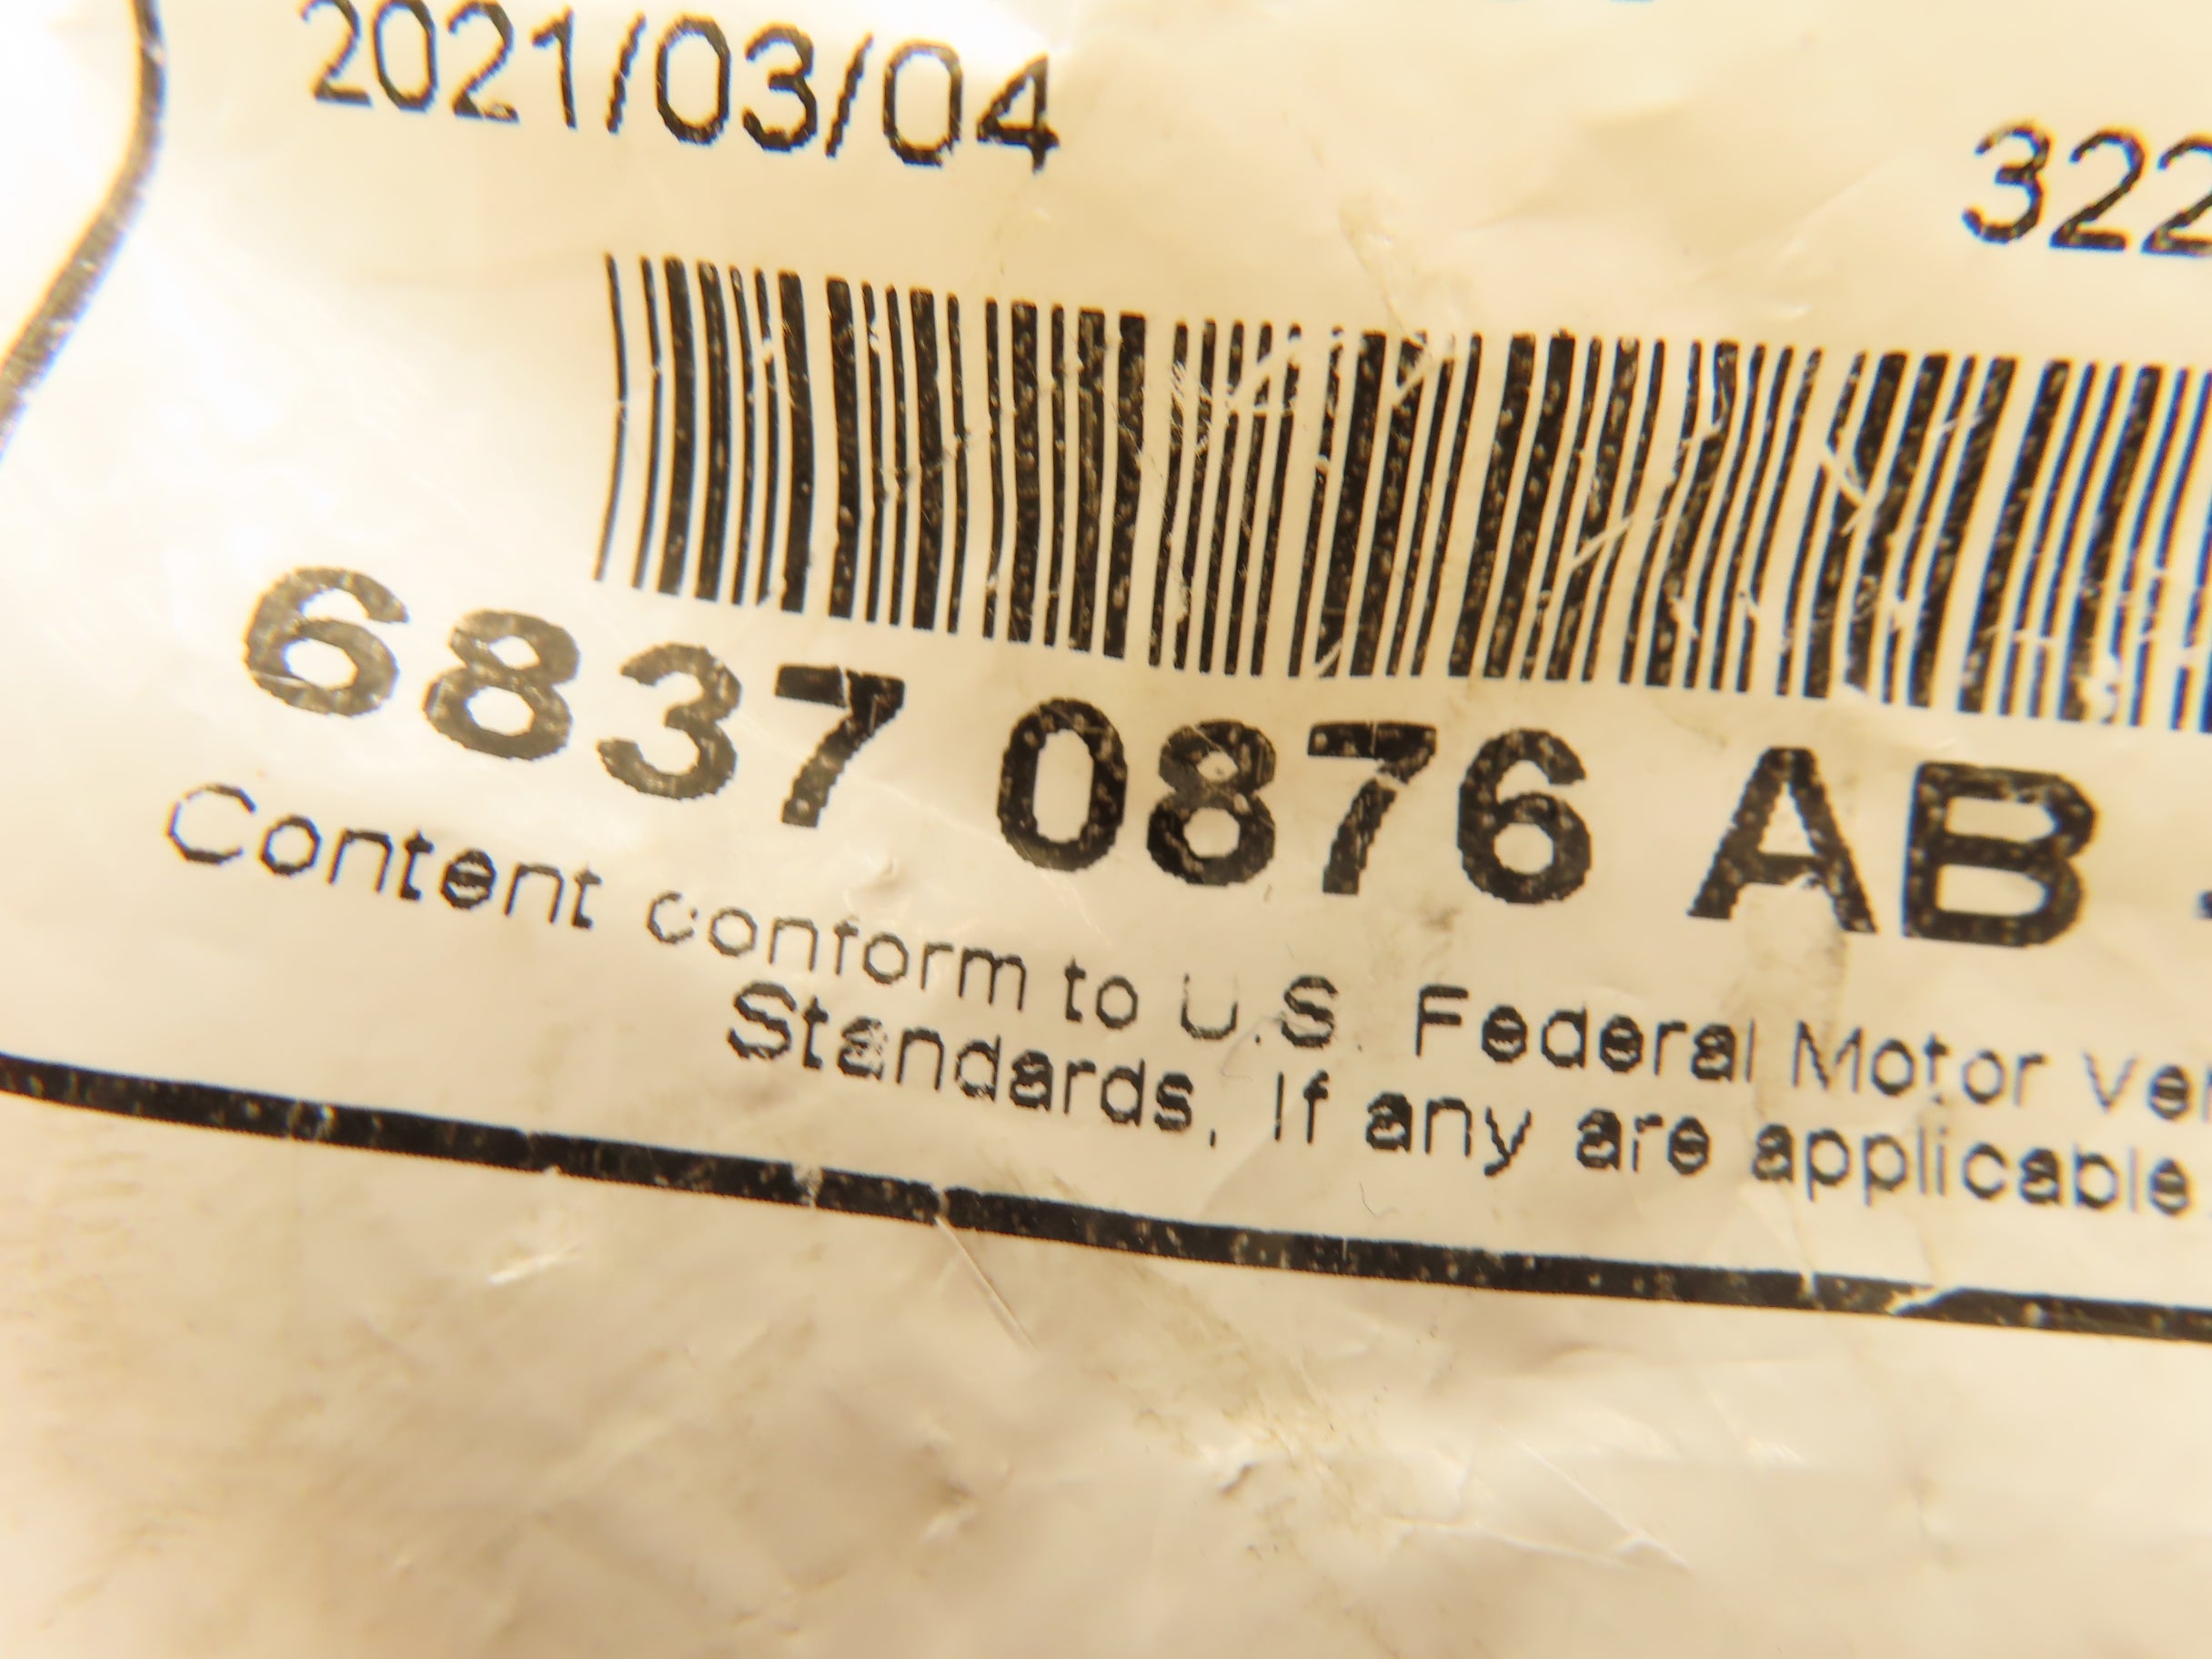 2021/03/04
322
6837 0876 AB
Content conform to U.S. Federal Motor
Standards, If any are applicable.